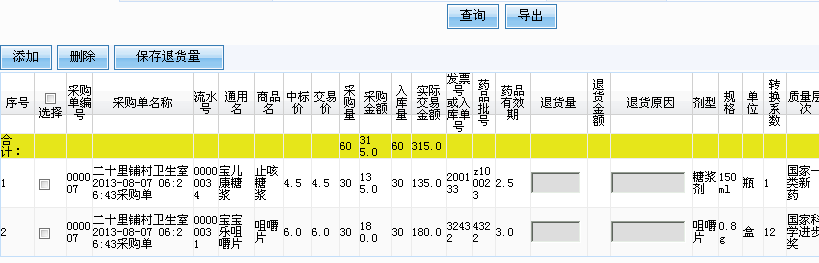 查询 导出
添加 删除 保存退货量
序号 选择 采购单编号 采购单名称 流水号 通用名 商品名 中标价 交易价 采购量 采购金额 入库量 实际交易金额 发票号或入单库号 药品批号 药品有效期 退货量 退货金额 退货原因 剂型 规格 单位 转换系数 质量层次
合计： 60 315.0 60 315.0
1 0000007 二十里铺村卫生室2013-08-07 06:26:43采购单 00000034 宝儿康糖浆 止咳糖浆 4.5 4.5 30 135.0 30 135.0 200133 z100023 2.5 糖浆剂 150ml 瓶 1 国家一类新药
2 0000007 二十里铺村卫生室2013-08-07 06:26:43采购单 00000031 宝宝乐咀嚼片 咀嚼片 6.0 6.0 30 180.0 30 180.0 32432 4322 3.0 咀嚼片 0.8g 盒 12 国家科学进步奖